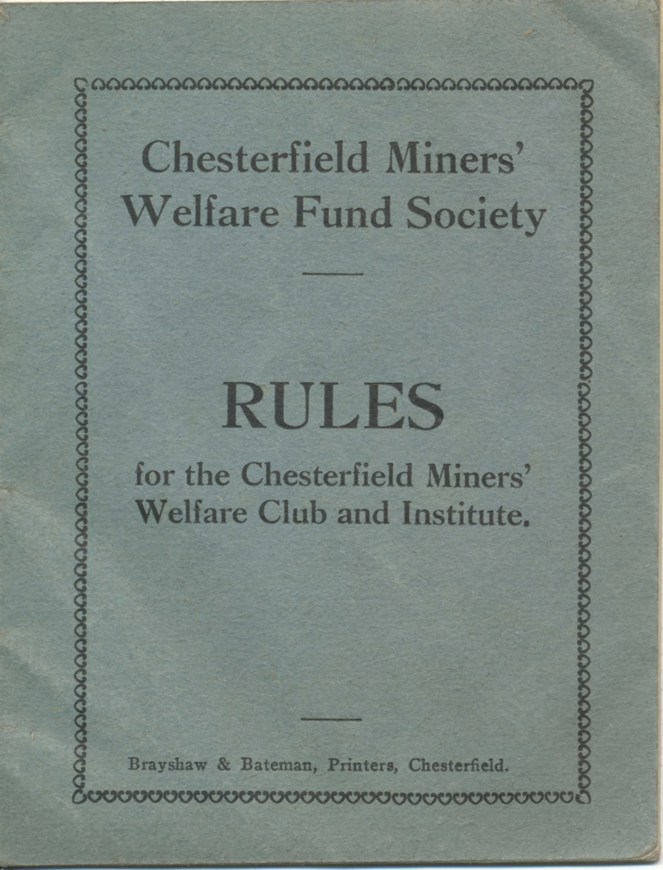 Chesterfield Miners'
Welfare Fund Society
RULES
for the Chesterfield Miners'
Welfare Club and Institute.
Brayshaw & Bateman, Printers, Chesterfield.